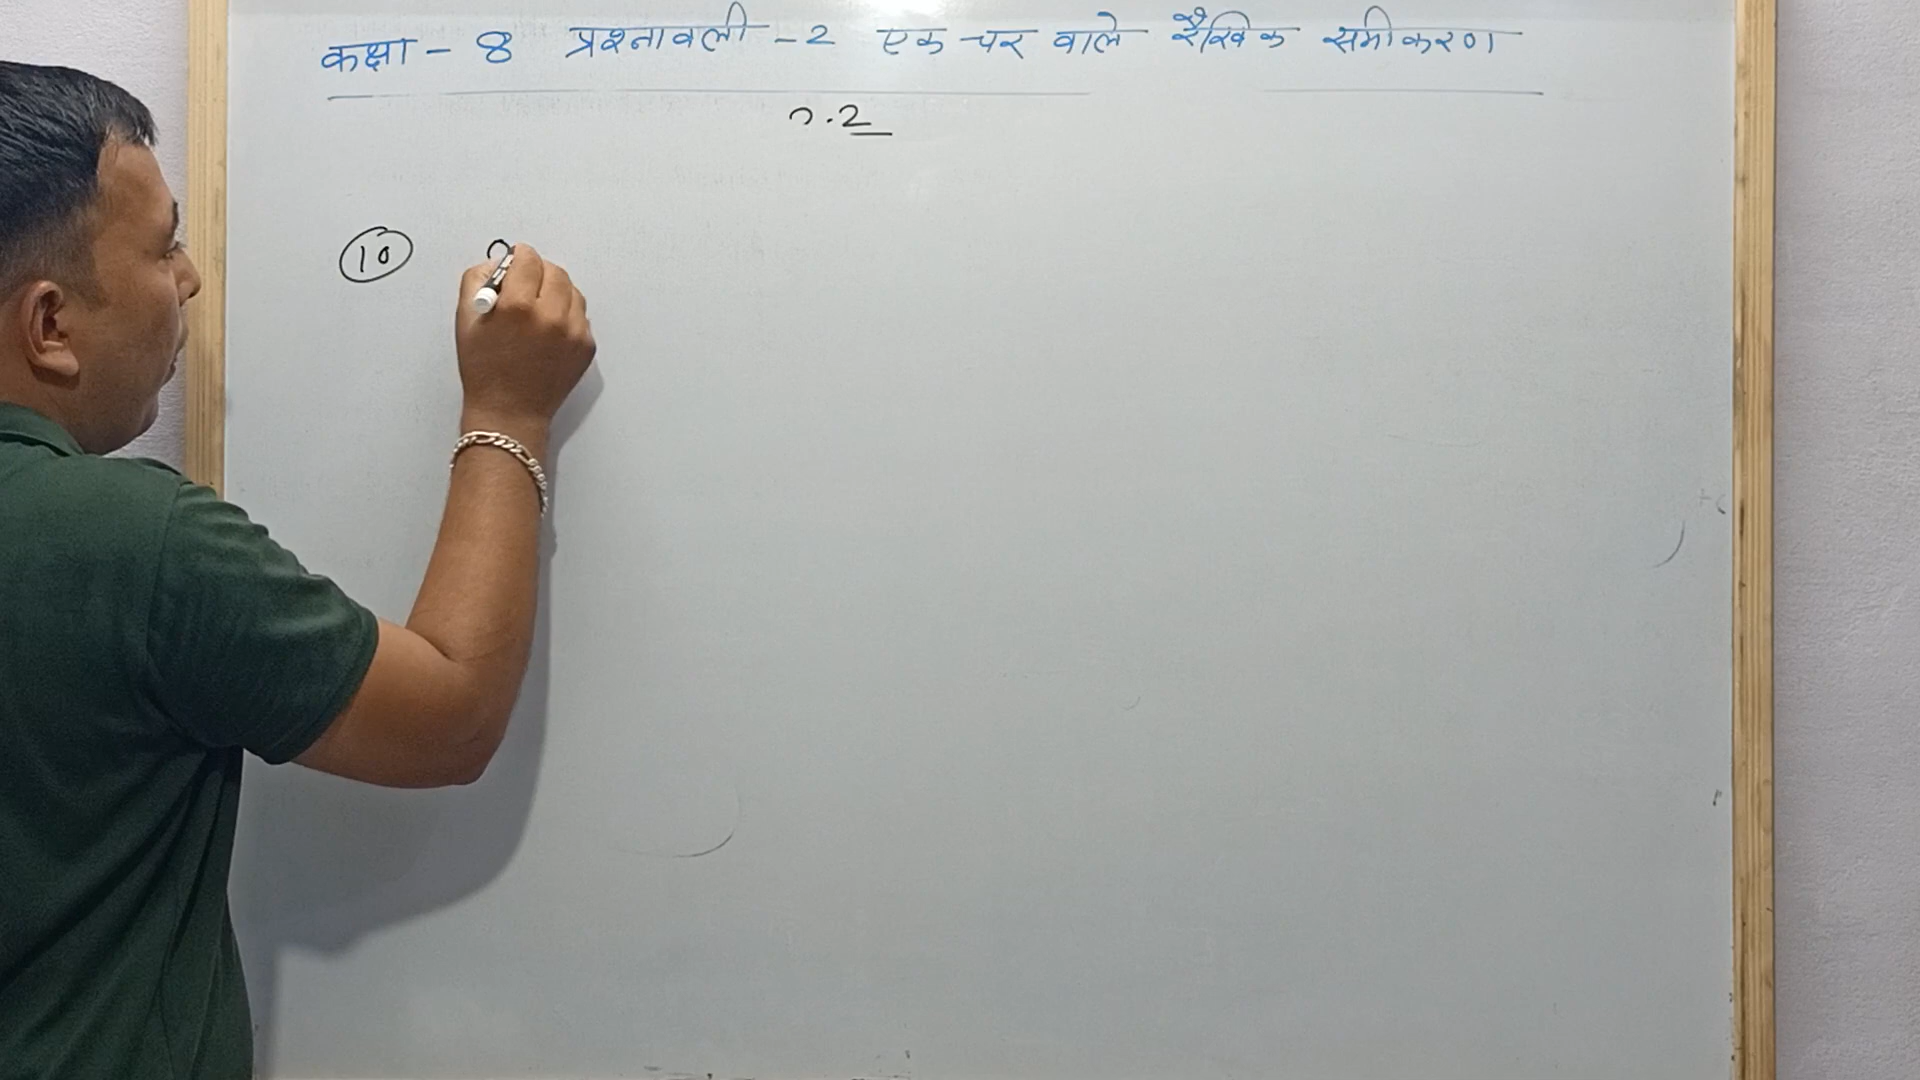 कक्षा - 8 प्रश्नावली - 2 एक चर वाले रैखिक समीकरण
2.2
10